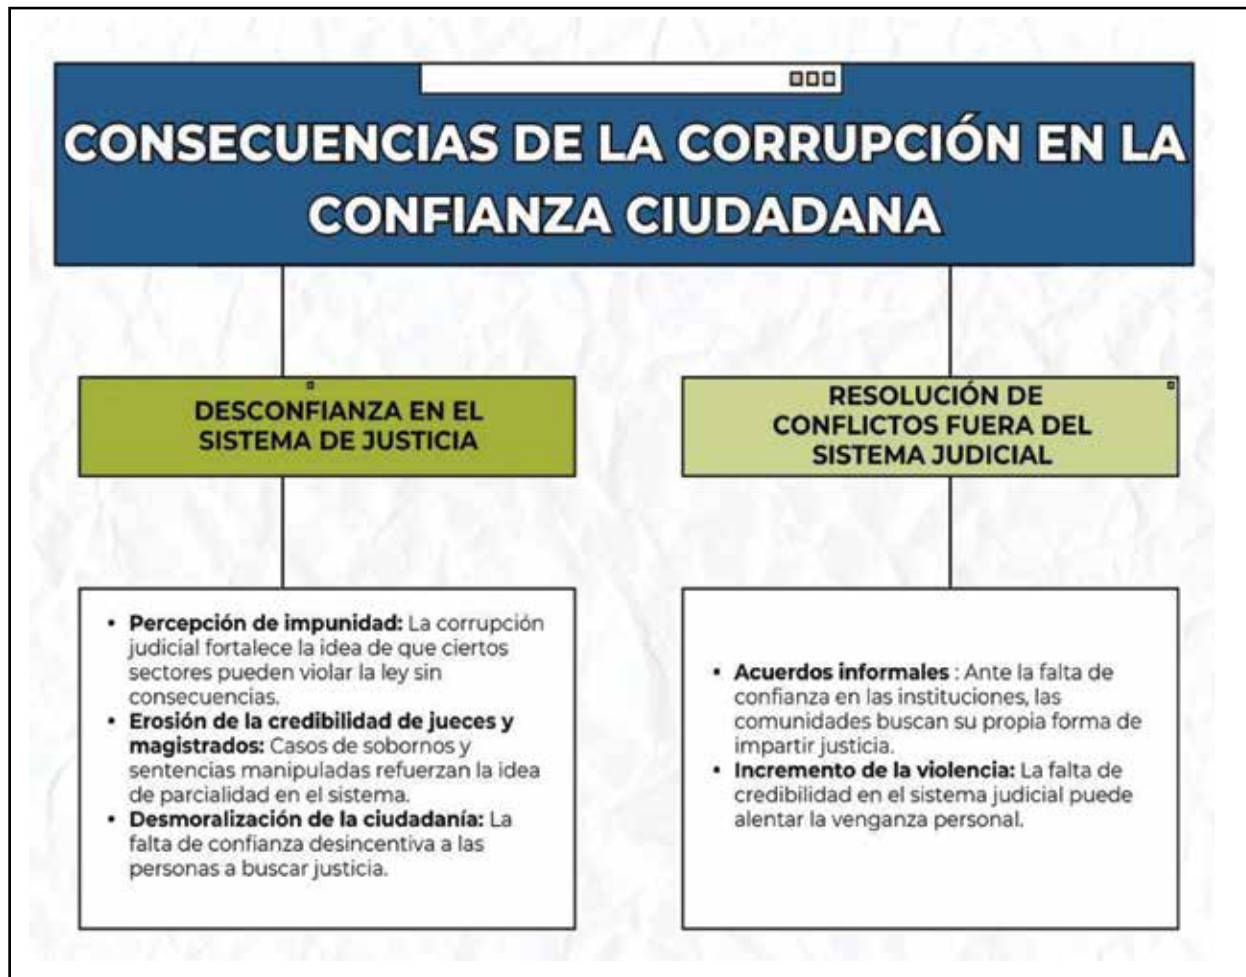 CONSECUENCIAS DE LA CORRUPCIÓN EN LA
CONFIANZA CIUDADANA
DESCONFIANZA EN EL
SISTEMA DE JUSTICIA
• Percepción de impunidad: La corrupción
judicial fortalece la idea de que ciertos
sectores pueden violar la ley sin
consecuencias.
• Erosión de la credibilidad de jueces y
magistrados: Casos de sobornos y
sentencias manipuladas refuerzan la idea
de parcialidad en el sistema.
• Desmoralización de la ciudadanía: La
falta de confianza desincentiva a las
personas a buscar justicia.
RESOLUCIÓN DE
CONFLICTOS FUERA DEL
SISTEMA JUDICIAL
• Acuerdos informales : Ante la falta de
confianza en las instituciones, las
comunidades buscan su propia forma de
impartir justicia.
• Incremento de la violencia: La falta de
credibilidad en el sistema judicial puede
alentar la venganza personal.